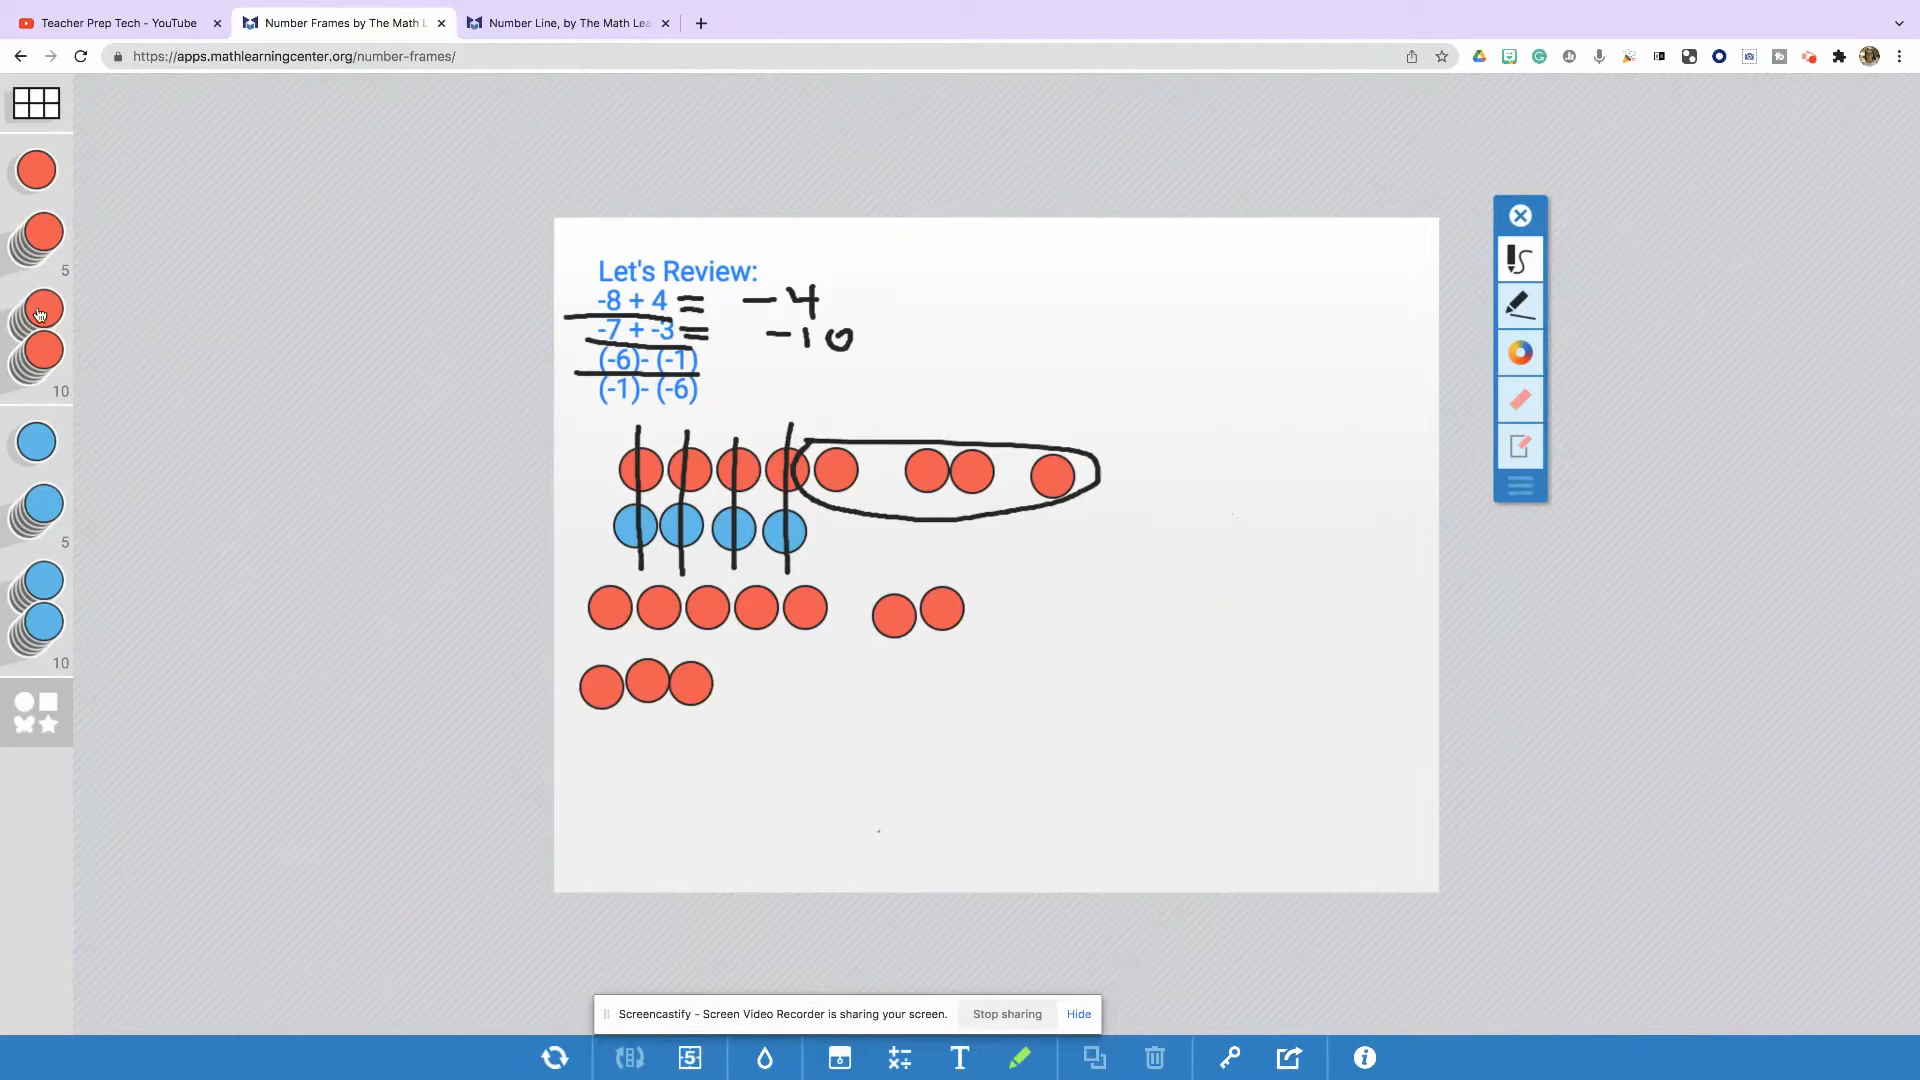 Teacher Prep Tech - YouTube
Number Frames by The Math L
Number Line, by The Math Lea
https://apps.mathlearningcenter.org/number-frames/
5
10
5
10
Let's Review:
-8 + 4 = -4
-7 + -3 = -10
(-6)- (-1)
(-1)- (-6)
Screencastify - Screen Video Recorder is sharing your screen. Stop sharing Hide
5
T